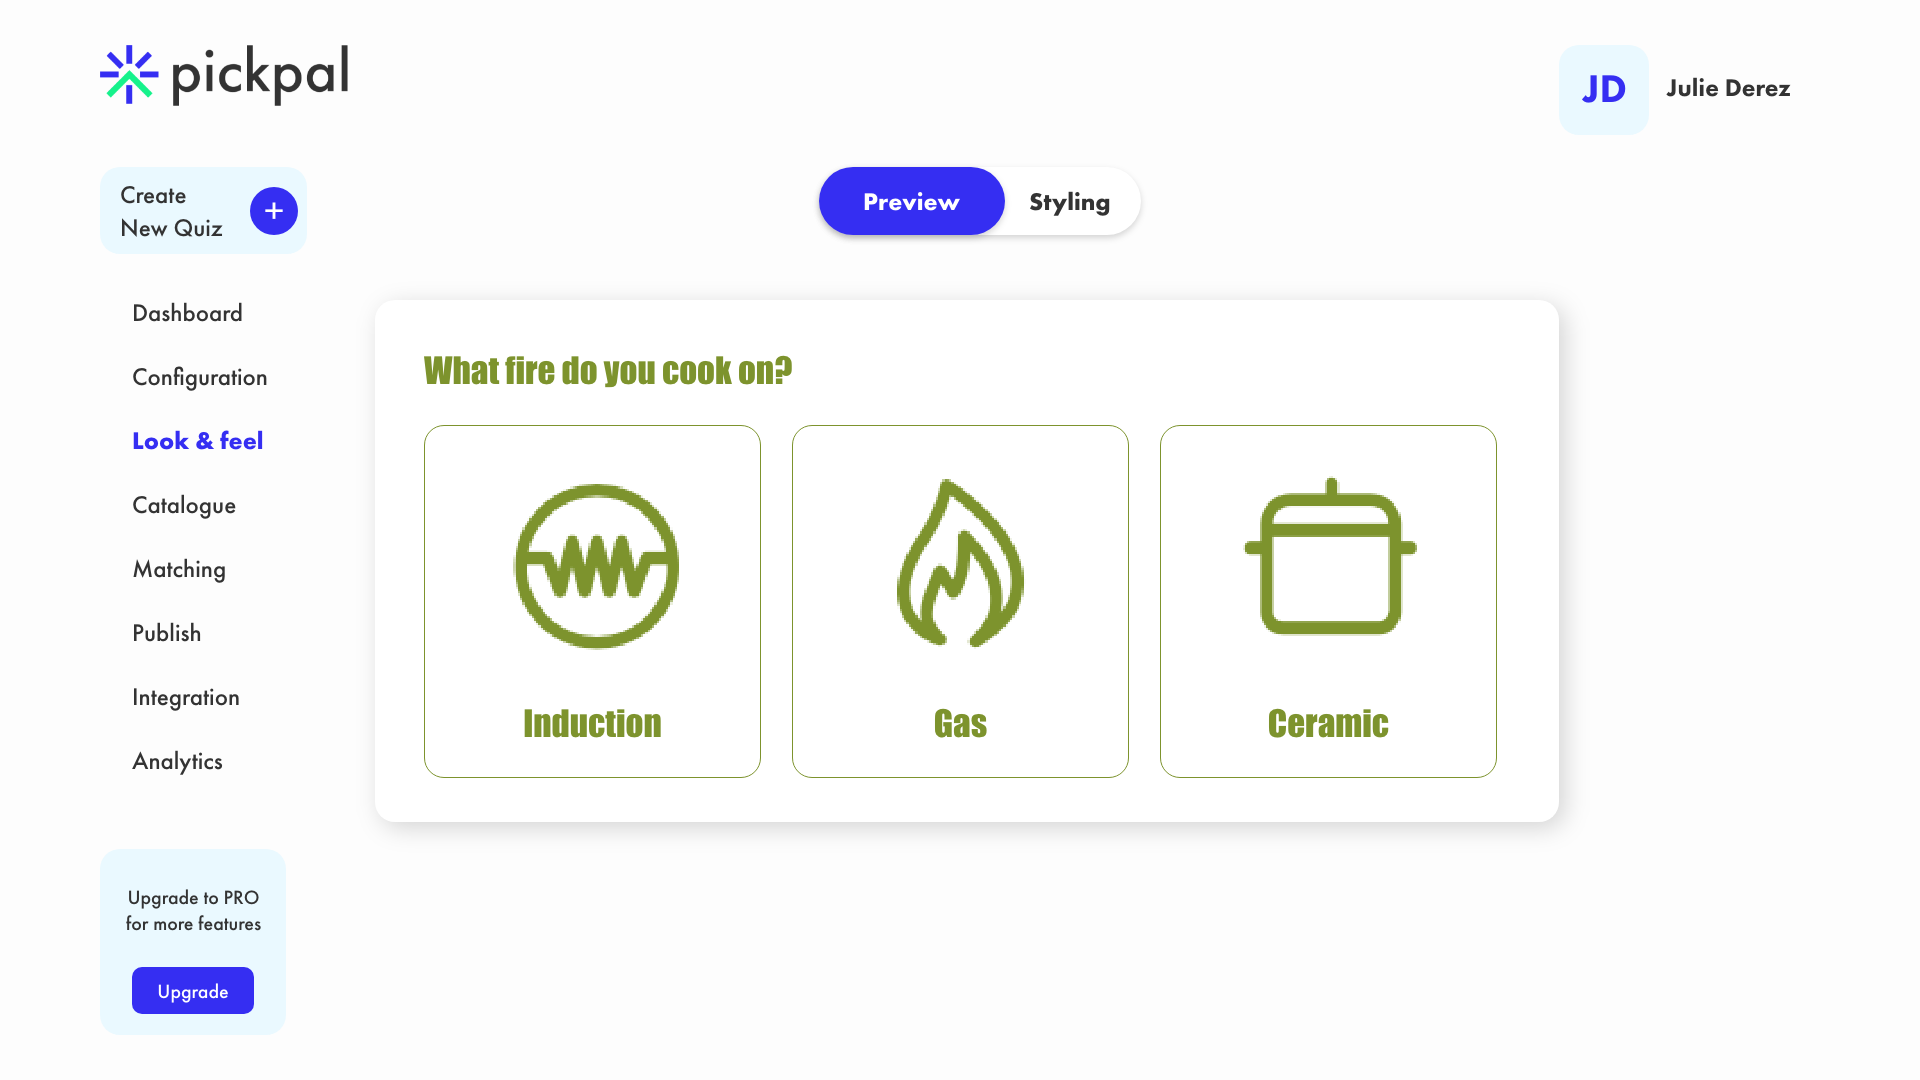 pickpal
JD
Julie Derez
Create
New Quiz
+
Preview
Styling
Dashboard
Configuration
Look & feel
Catalogue
Matching
Publish
Integration
Analytics
What fire do you cook on?
Induction
Gas
Ceramic
Upgrade to PRO
for more features
Upgrade